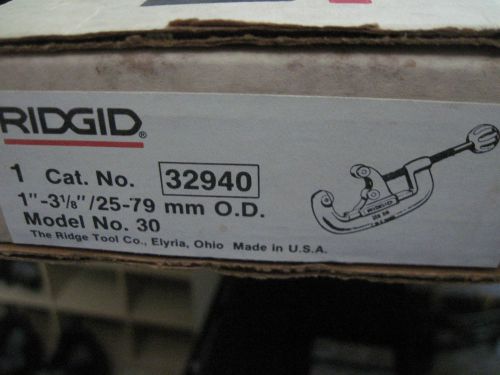 RIDGID®
1 Cat. No. 32940
1"-3⅛"/25-79 mm O.D.
Model No. 30
The Ridge Tool Co., Elyria, Ohio Made in U.S.A.
RIDGID